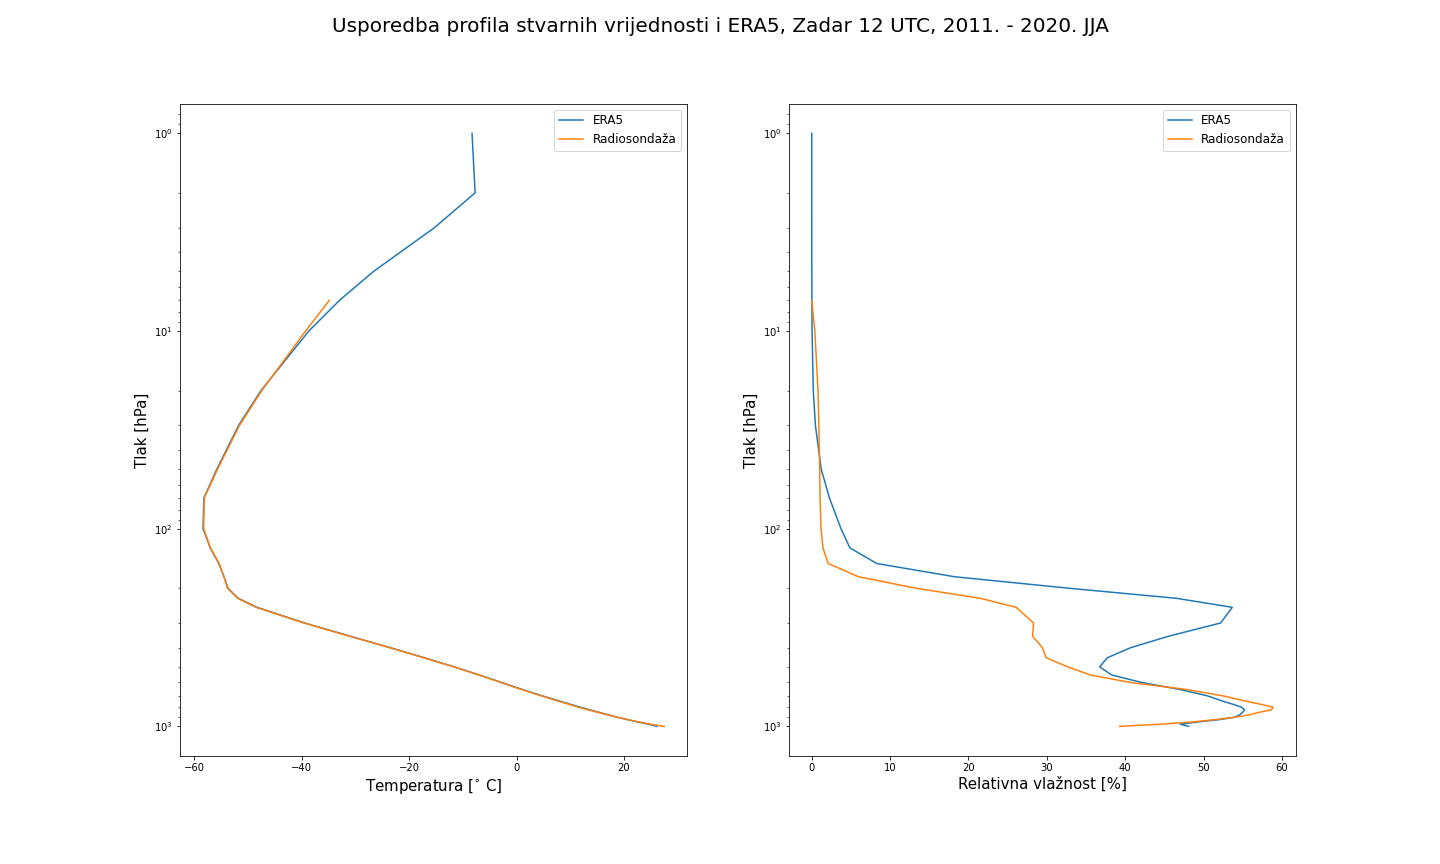 Usporedba profila stvarnih vrijednosti i ERA5, Zadar 12 UTC, 2011. - 2020. JJA
ERA5
Radiosondaža
10⁰
10¹
10²
10³
Tlak [hPa]
−60 −40 −20 0 20
Temperatura [° C]
ERA5
Radiosondaža
10⁰
10¹
10²
10³
Tlak [hPa]
0 10 20 30 40 50 60
Relativna vlažnost [%]